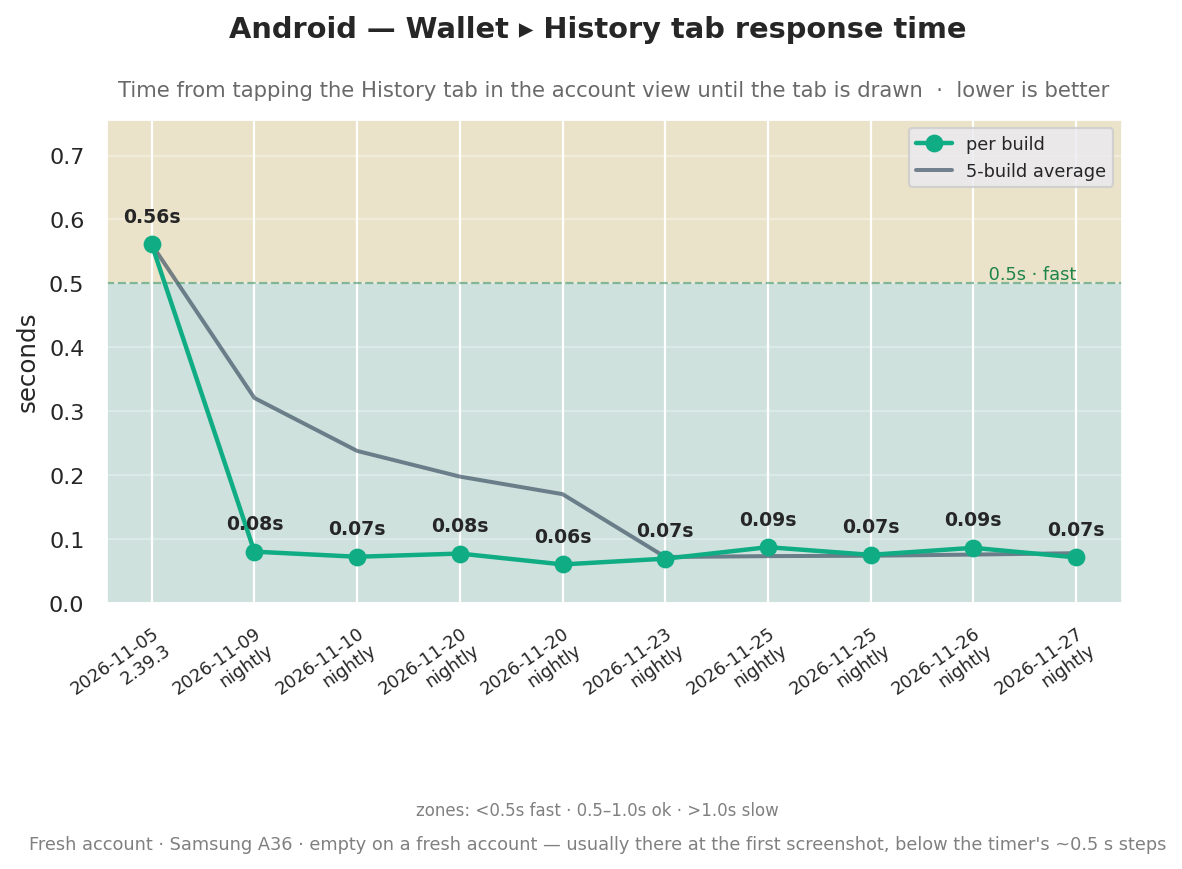 Android — Wallet ▸ History tab response time
Time from tapping the History tab in the account view until the tab is drawn · lower is better
per build
5-build average
0.7
0.6
0.5
0.4
0.3
0.2
0.1
0.0
seconds
0.5s · fast
0.56s
0.08s
0.07s
0.08s
0.06s
0.07s
0.09s
0.07s
0.09s
0.07s
2026-11-05
2.39.3
2026-11-09
nightly
2026-11-10
nightly
2026-11-20
nightly
2026-11-20
nightly
2026-11-23
nightly
2026-11-25
nightly
2026-11-25
nightly
2026-11-26
nightly
2026-11-27
nightly
zones: <0.5s fast · 0.5–1.0s ok · >1.0s slow
Fresh account · Samsung A36 · empty on a fresh account — usually there at the first screenshot, below the timer's ~0.5 s steps